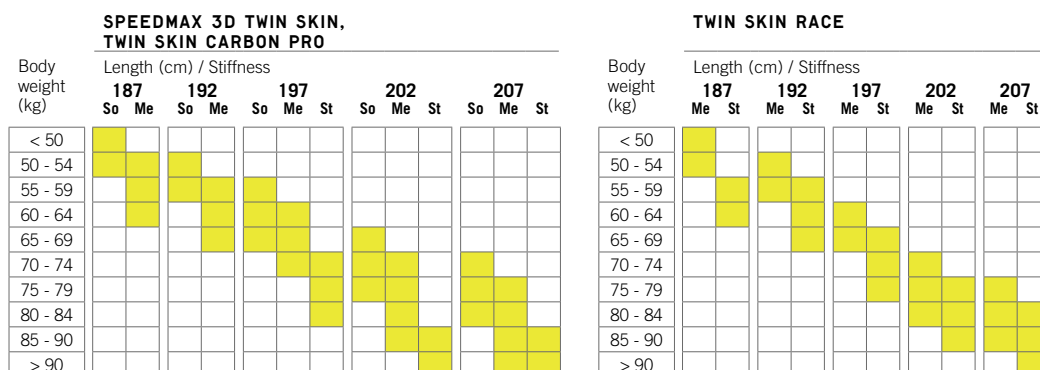 SPEEDMAX 3D TWIN SKIN,
TWIN SKIN CARBON PRO
Body
weight
(kg)
Length (cm) / Stiffness
187 192 197 202 207
So Me So Me So Me St So Me St So Me St
< 50
50 - 54
55 - 59
60 - 64
65 - 69
70 - 74
75 - 79
80 - 84
85 - 90
> 90
TWIN SKIN RACE
Body
weight
(kg)
Length (cm) / Stiffness
187 192 197 202 207
Me St Me St Me St Me St Me St
< 50
50 - 54
55 - 59
60 - 64
65 - 69
70 - 74
75 - 79
80 - 84
85 - 90
> 90